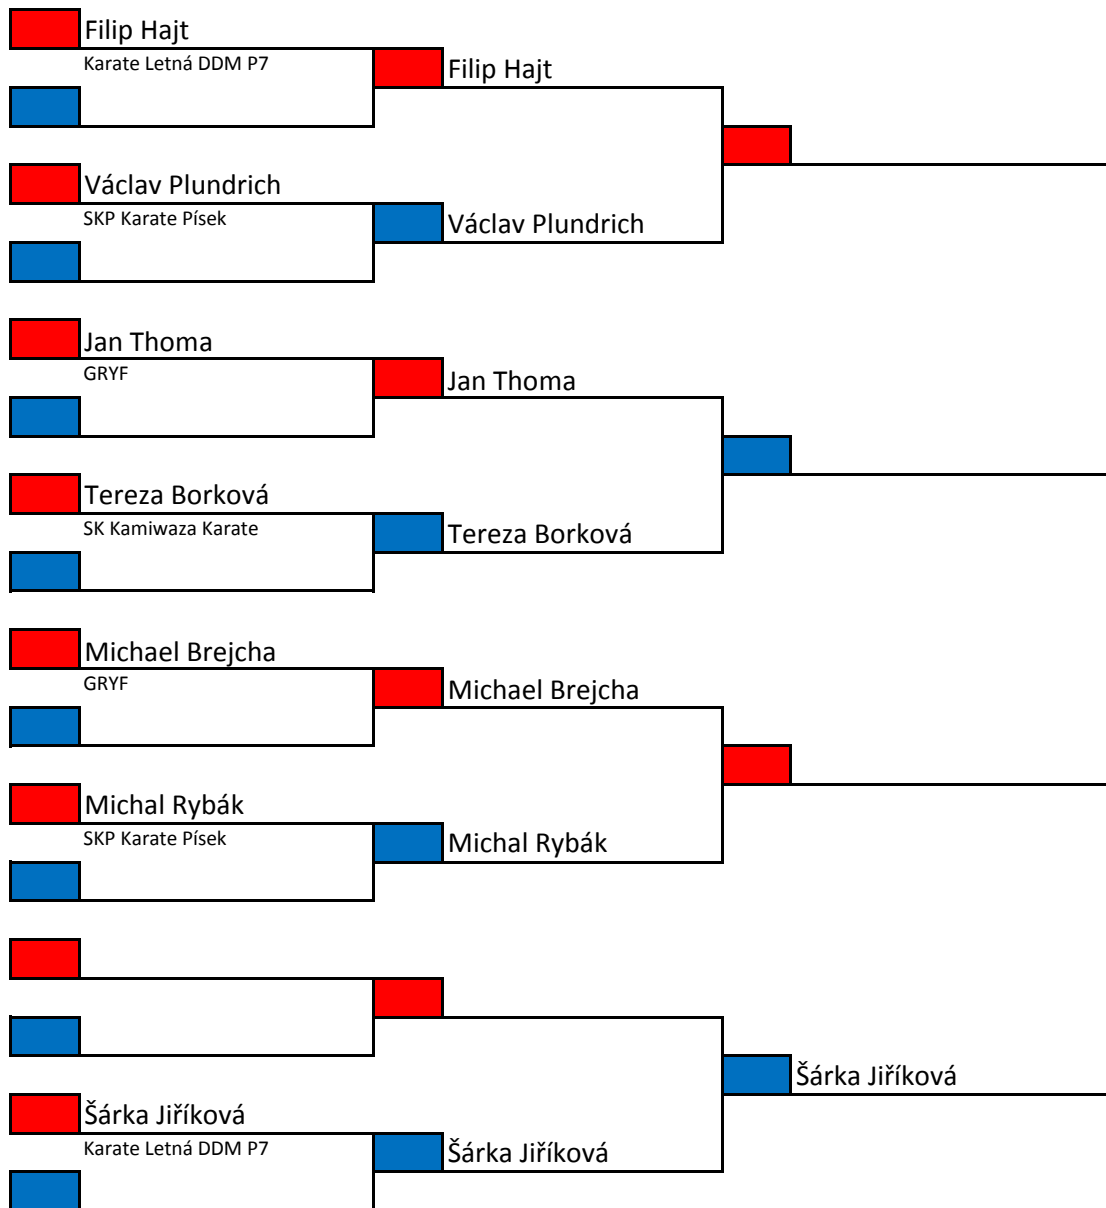 Filip Hajt
Karate Letná DDM P7
Filip Hajt
Václav Plundrich
SKP Karate Písek
Václav Plundrich
Jan Thoma
GRYF
Jan Thoma
Tereza Borková
SK Kamiwaza Karate
Tereza Borková
Michael Brejcha
GRYF
Michael Brejcha
Michal Rybák
SKP Karate Písek
Michal Rybák
Šárka Jiříková
Šárka Jiříková
Karate Letná DDM P7
Šárka Jiříková